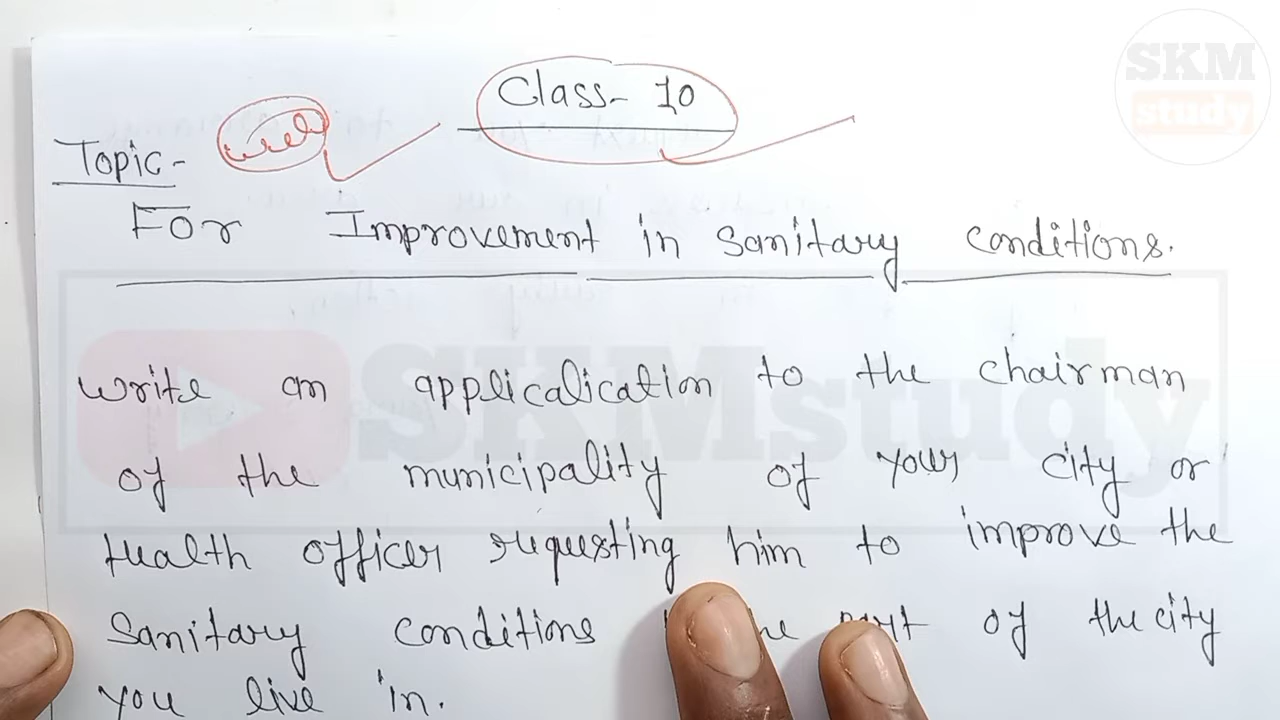 SKM
study
Class- 10
Topic-
For Improvement in Sanitary conditions.
SKMstudy
write an applicalication to the chairman
of the municipality of your city or
Health officer requesting him to improve the
Sanitary conditions part of the city
you live in.